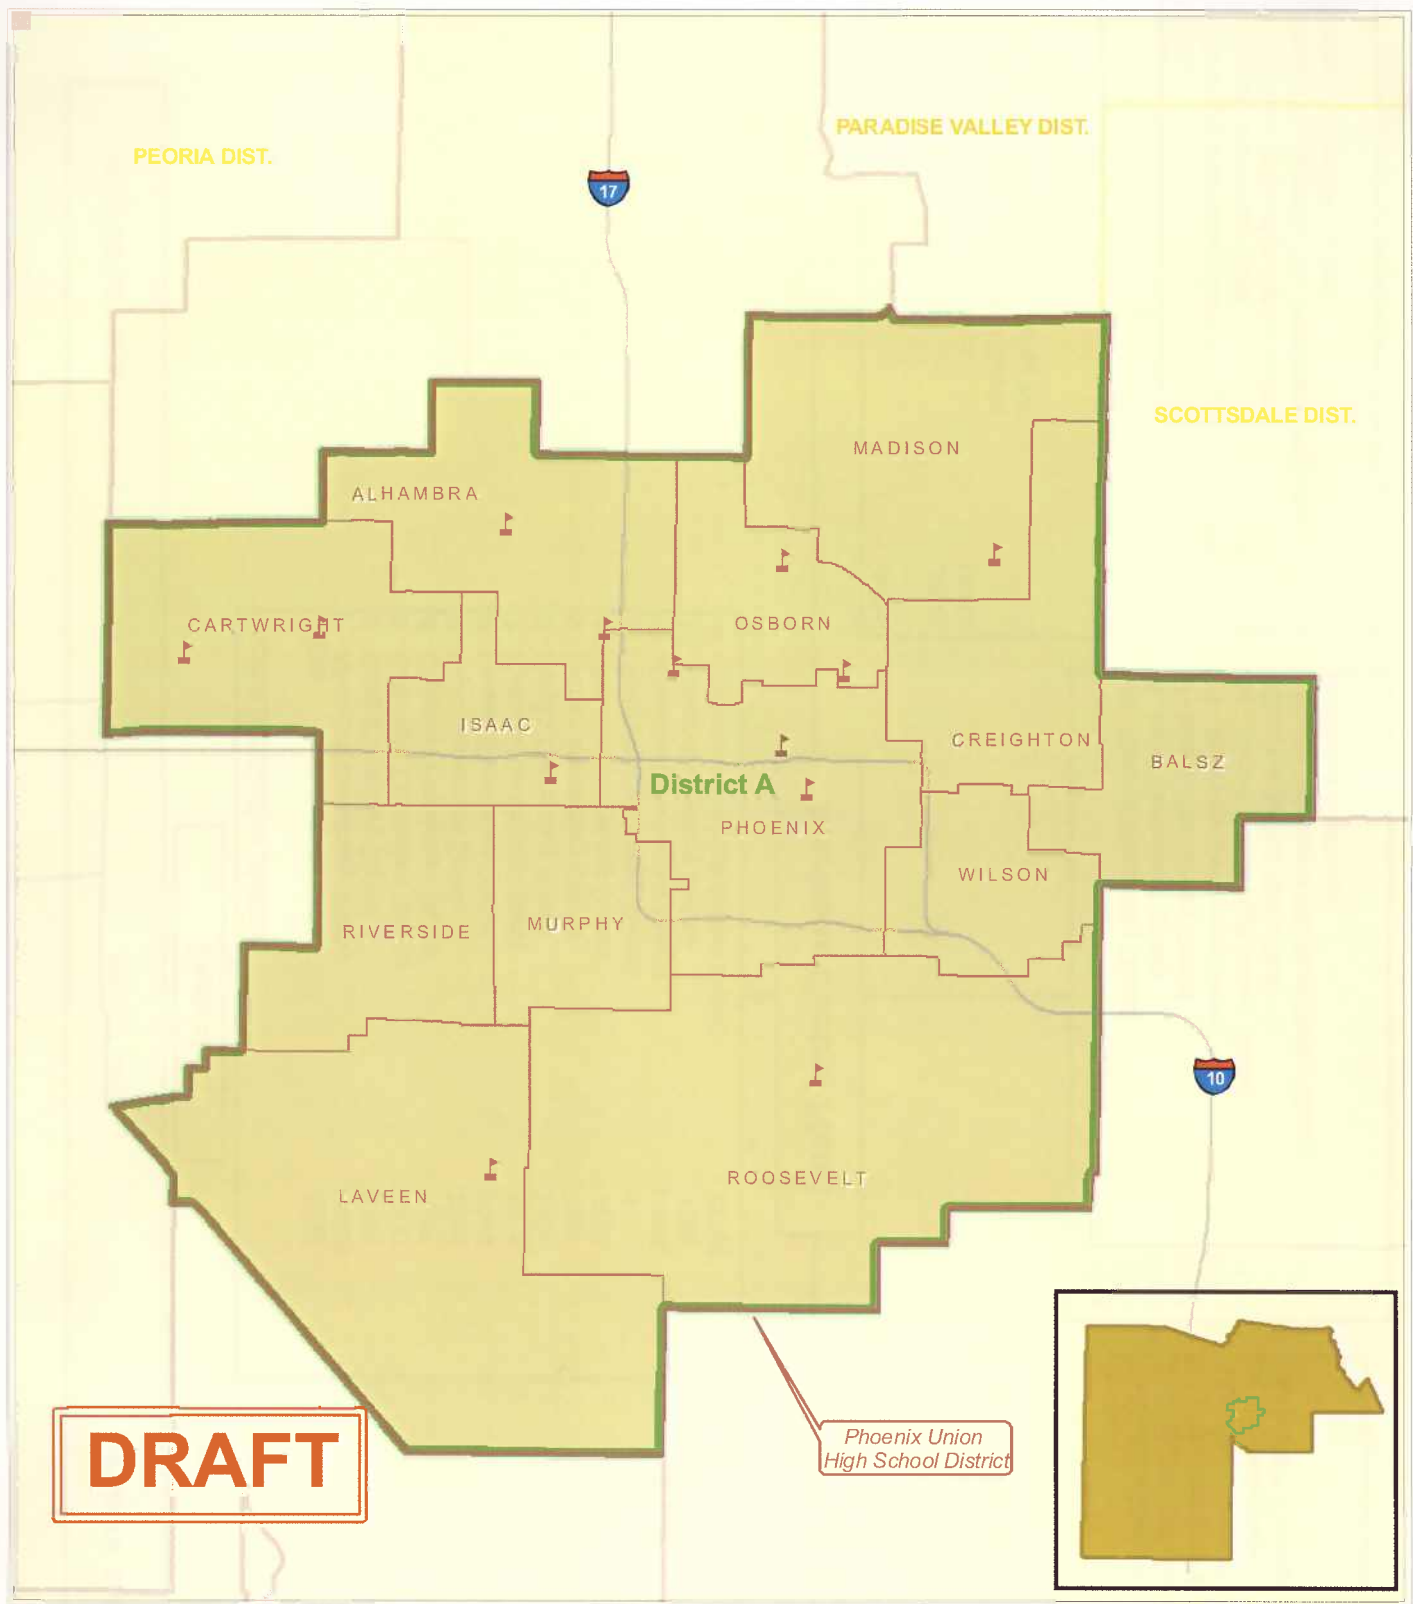 PARADISE VALLEY DIST.
PEORIA DIST.
17
SCOTTSDALE DIST.
MADISON
ALHAMBRA
OSBORN
CARTWRIGHT
ISAAC
CREIGHTON
BALSZ
District A
PHOENIX
WILSON
MURPHY
RIVERSIDE
10
ROOSEVELT
LAVEEN
Phoenix Union
High School District
DRAFT